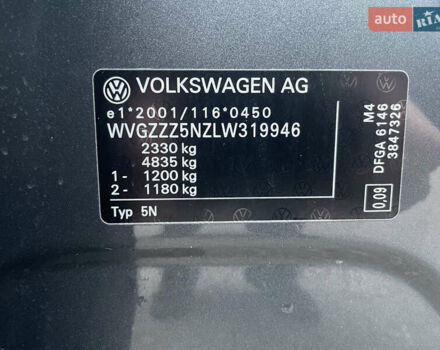 auto RIA
VOLKSWAGEN AG
e1*2001/116*0450
WVGZZZ5NZLW319946
2330 kg
4835 kg
1 - 1200 kg
2 - 1180 kg
Typ 5N
M4
DFGA 6146
3847326
0,09